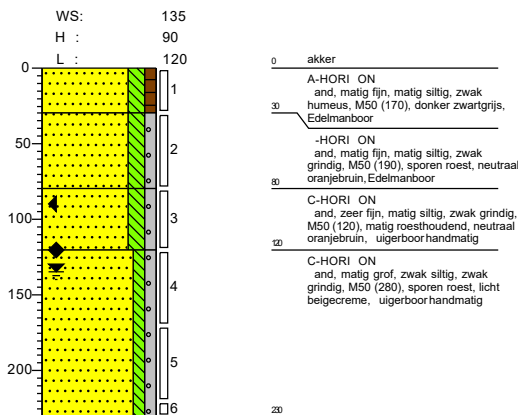 WS: 135
H : 90
L : 120
0
50
100
150
200
1
2
3
4
5
6
0 akker
A-HORI ON
and, matig fijn, matig siltig, zwak
humeus, M50 (170), donker zwartgrijs,
30
Edelmanboor
-HORI ON
and, matig fijn, matig siltig, zwak
grindig, M50 (190), sporen roest, neutraal
80
oranjebruin, Edelmanboor
C-HORI ON
and, zeer fijn, matig siltig, zwak grindig,
M50 (120), matig roesthoudend, neutraal
120
oranjebruin, uigerboor handmatig
C-HORI ON
and, matig grof, zwak siltig, zwak
grindig, M50 (280), sporen roest, licht
beigecreme, uigerboor handmatig
230